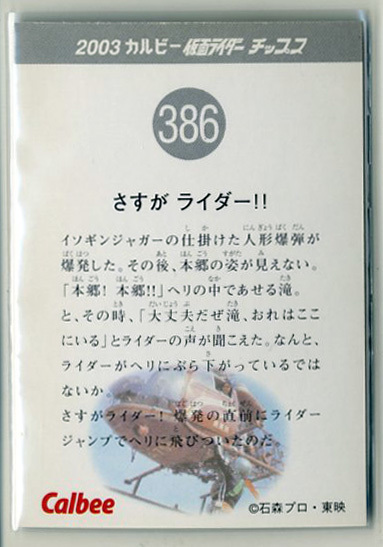 2003 カルビー 仮面ライダー チップス
386
さすが ライダー!!
イソギンジャガーの仕掛けた人形爆弾が
爆発した。その後、本郷の姿が見えない。
「本郷! 本郷!!」ヘリの中であせる滝。
と、その時、「大丈夫だぜ滝、おれはここ
にいる」とライダーの声が聞こえた。なんと、
ライダーがヘリにぶら下がっているでは
ないか。
さすがライダー! 爆発の直前にライダー
ジャンプでヘリに飛びついたのだ。
Calbee
©石森プロ・東映